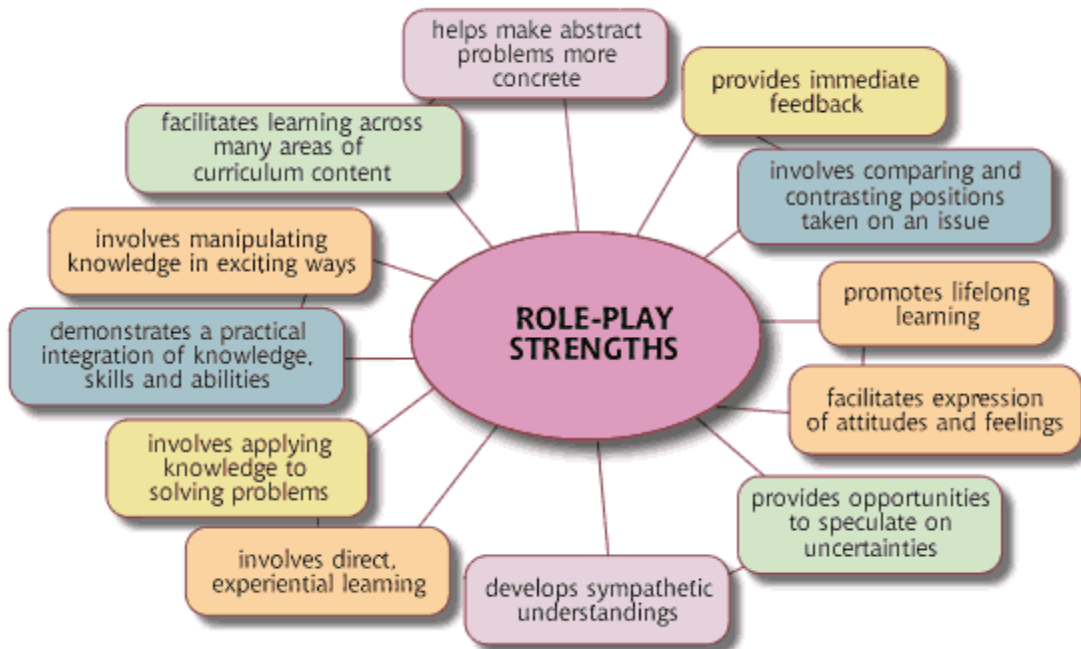 helps make abstract
problems more
concrete
provides immediate
feedback
facilitates learning across
many areas of
curriculum content
involves comparing and
contrasting positions
taken on an issue
involves manipulating
knowledge in exciting ways
promotes lifelong
learning
ROLE-PLAY
STRENGTHS
demonstrates a practical
integration of knowledge,
skills and abilities
facilitates expression
of attitudes and feelings
involves applying
knowledge to
solving problems
provides opportunities
to speculate on
uncertainties
involves direct,
experiential learning
develops sympathetic
understandings